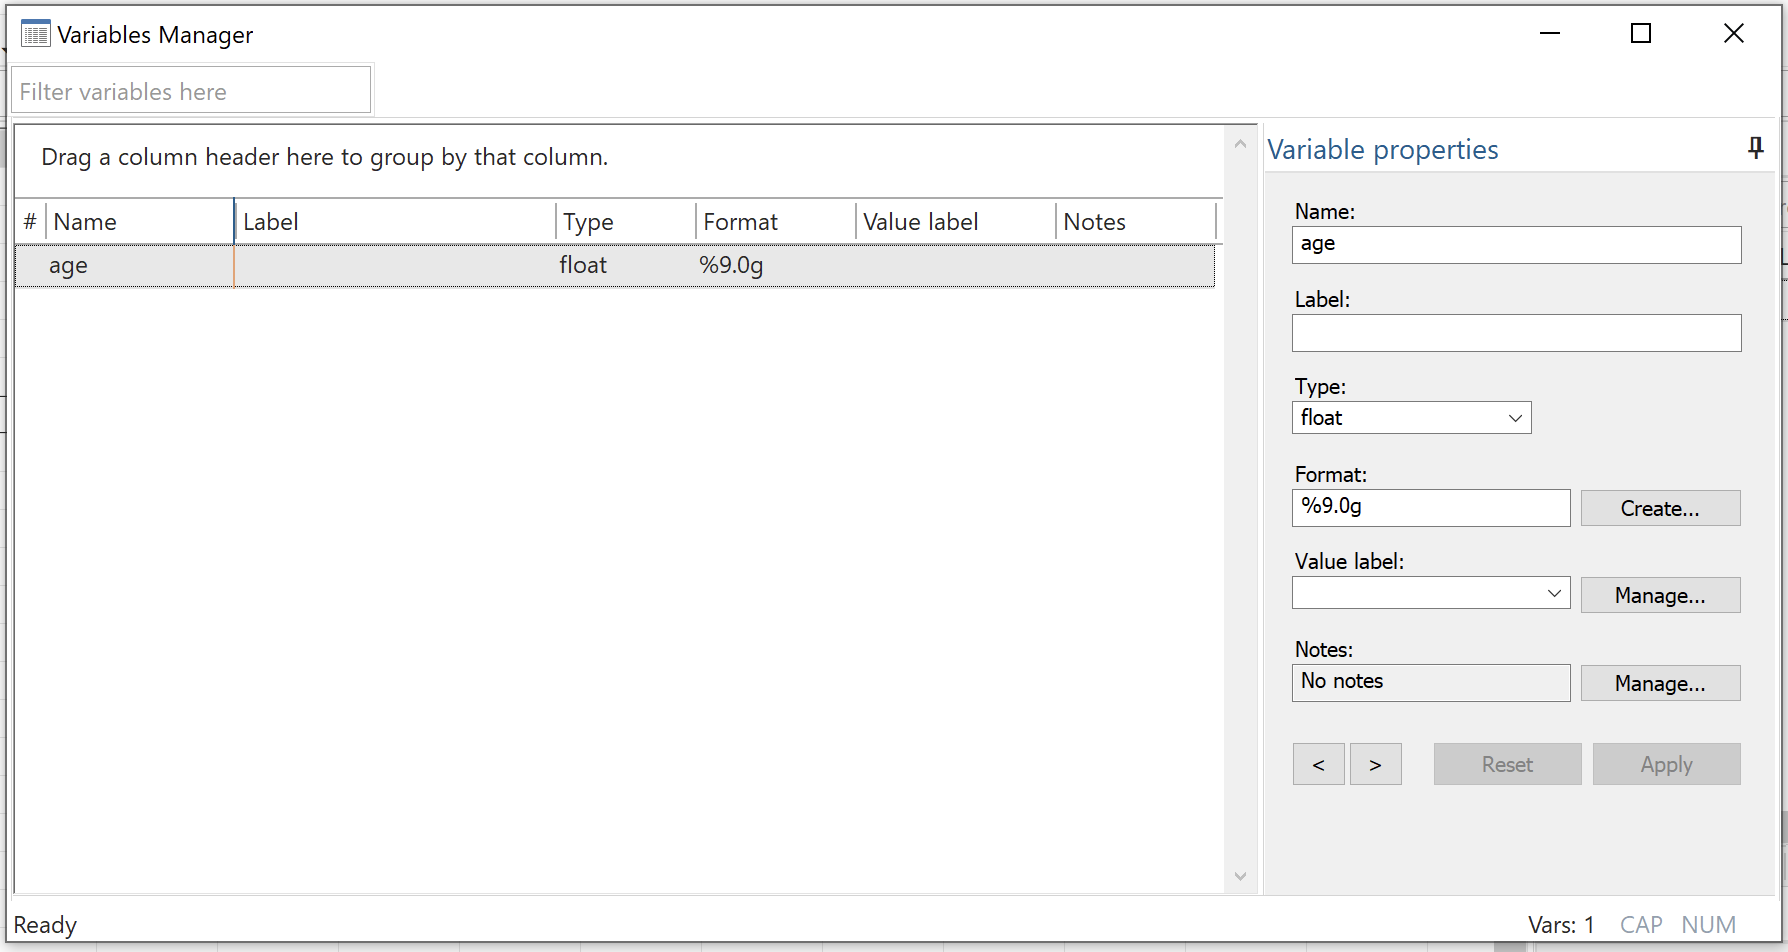 Variables Manager
Filter variables here
Drag a column header here to group by that column.
# Name Label Type Format Value label Notes
age float %9.0g
Variable properties
Name:
age
Label:
Type:
float
Format:
%9.0g Create...
Value label:
Manage...
Notes:
No notes Manage...
< > Reset Apply
Ready Vars: 1 CAP NUM